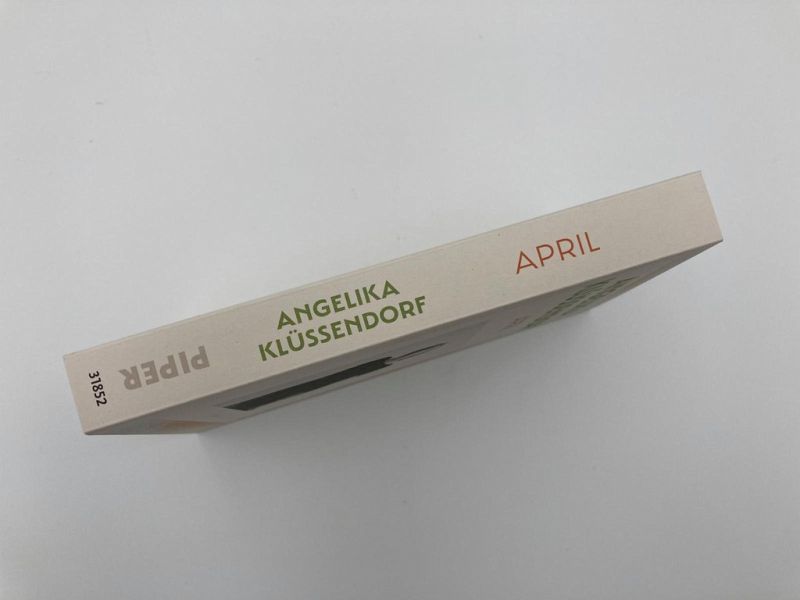 31852
PIPER
ANGELIKA
KLÜSSENDORF
APRIL